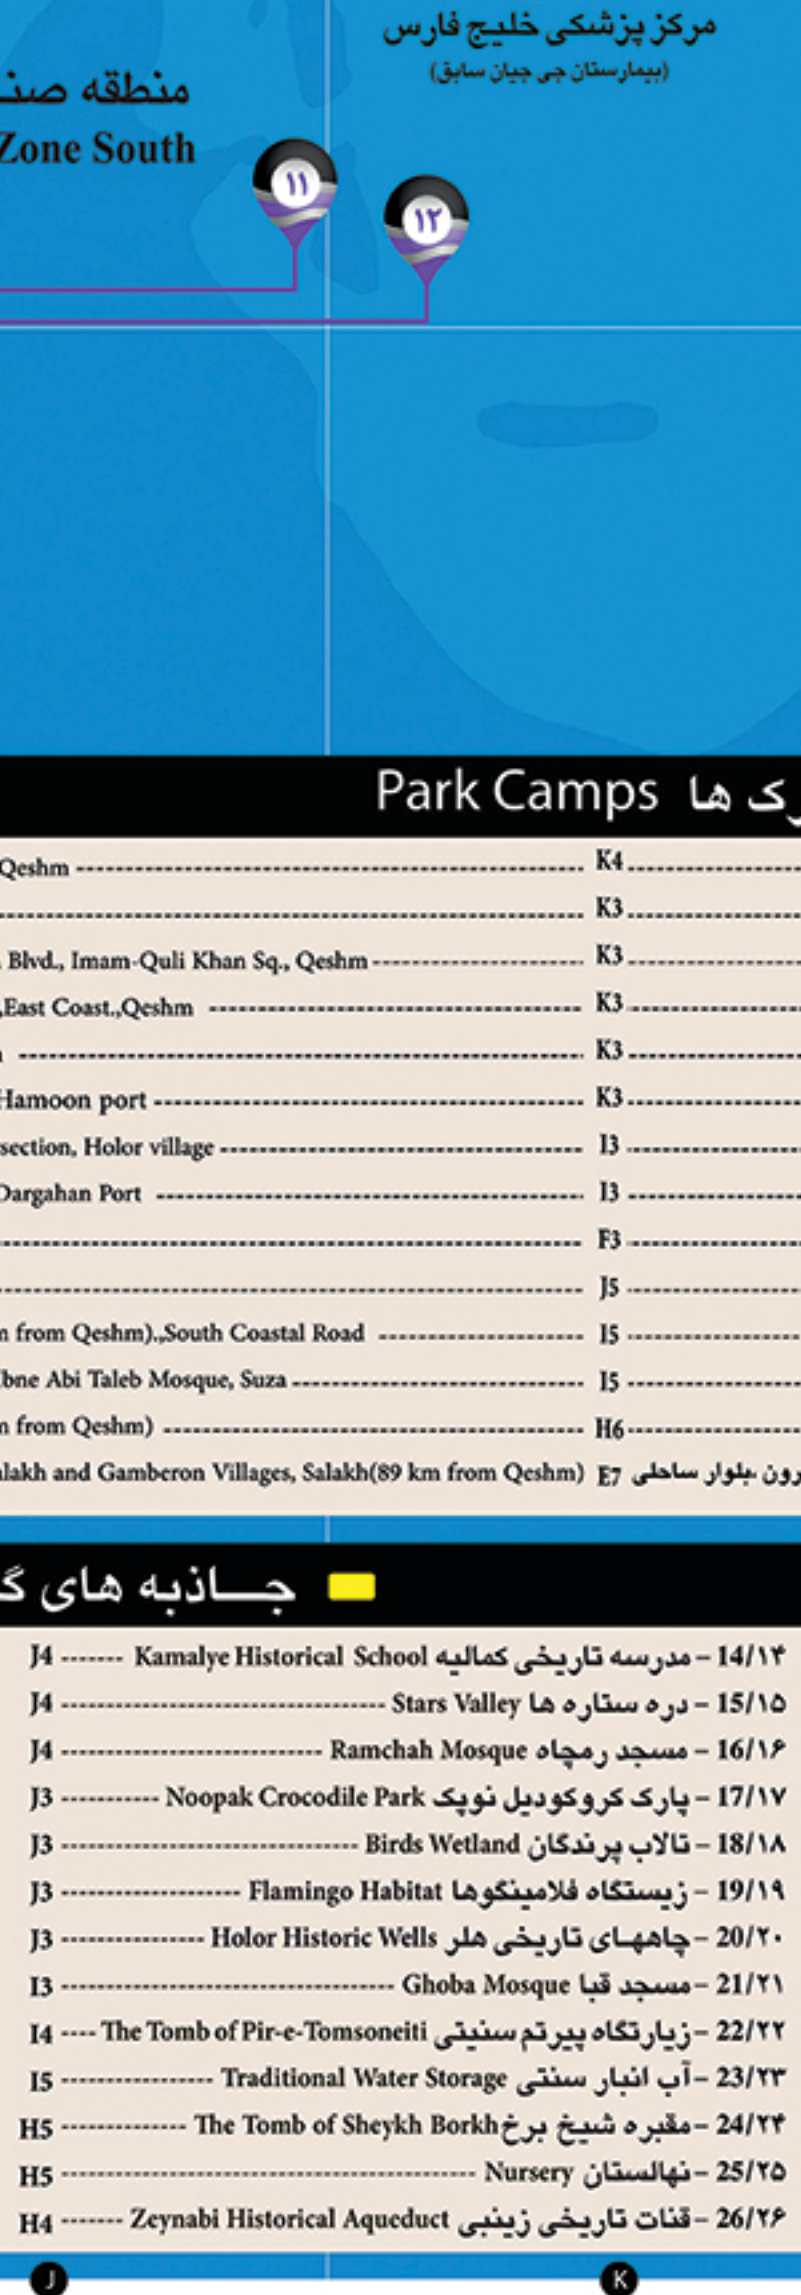 مرکز پزشکی خلیج فارس
(بیمارستان جی جیان سابق)
منطقه
Zone South
۱۱
۱۲
Park Camps ها
Qeshm K4
K3
Blvd., Imam-Quli Khan Sq., Qeshm K3
,East Coast.,Qeshm K3
K3
Hamoon port K3
section, Holor village I3
Dargahan Port I3
F3
J5
from Qeshm).,South Coastal Road I5
Abi Taleb Mosque, Suza I5
from Qeshm) H6
and Gamberon Villages, Salakh(89 km from Qeshm) E7 ،بلوار ساحلی
جــاذبه های
14/۱۴ – مدرسه تاریخی کمالیه Kamalye Historical School ------- J4
15/۱۵ – دره ستاره ها Stars Valley ------- J4
16/۱۶ – مسجد رمچاه Ramchah Mosque ------- J4
17/۱۷ – پارک کروکودیل نوپک Noopak Crocodile Park ------- J3
18/۱۸ – تالاب پرندگان Birds Wetland ------- J3
19/۱۹ – زیستگاه فلامینگوها Flamingo Habitat ------- J3
20/۲۰ – چاههای تاریخی هلر Holor Historic Wells ------- J3
21/۲۱ – مسجد قبا Ghoba Mosque ------- I3
22/۲۲ – زیارتگاه پیرتم سنیتی The Tomb of Pir-e-Tomsoneiti ---- I4
23/۲۳ – آب انبار سنتی Traditional Water Storage ------- I5
24/۲۴ – مقبره شیخ برخ The Tomb of Sheykh Borkh ------- H5
25/۲۵ – نهالستان Nursery ------- H5
26/۲۶ – قنات تاریخی زینبی Zeynabi Historical Aqueduct ------- H4
J
K